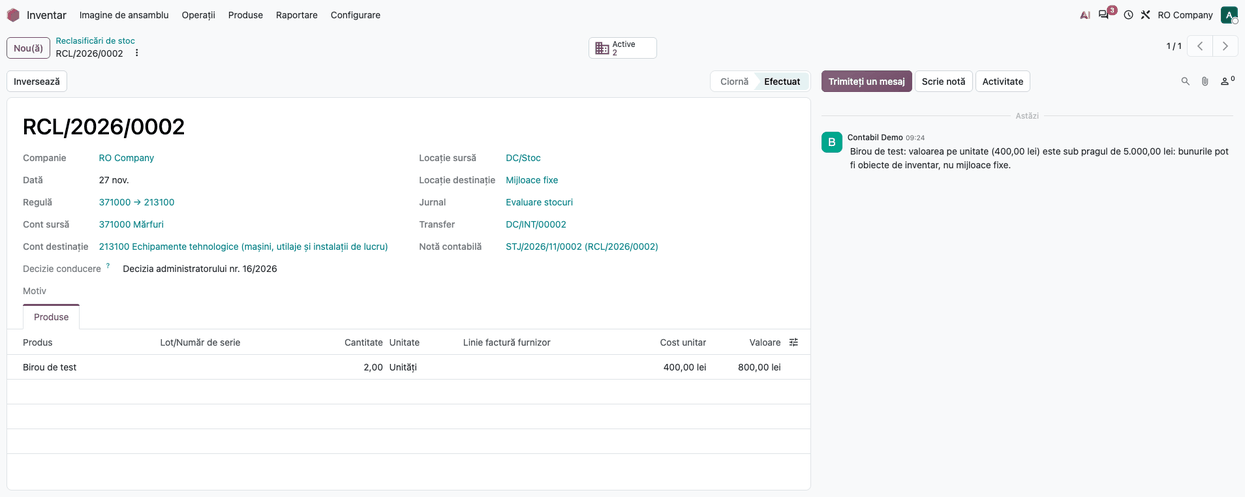 Inventar Imagine de ansamblu Operații Produse Raportare Configurare AI 3 RO Company A
Nou(ă) Reclasificări de stoc
RCL/2026/0002
Active
2
1 / 1
Inversează Ciornă Efectuat Trimiteți un mesaj Scrie notă Activitate 0
RCL/2026/0002
Companie RO Company Locație sursă DC/Stoc
Dată 27 nov. Locație destinație Mijloace fixe
Regulă 371000 → 213100 Jurnal Evaluare stocuri
Cont sursă 371000 Mărfuri Transfer DC/INT/00002
Cont destinație 213100 Echipamente tehnologice (mașini, utilaje și instalații de lucru) Notă contabilă STJ/2026/11/0002 (RCL/2026/0002)
Decizie conducere ? Decizia administratorului nr. 16/2026
Motiv
Produse
Produs Lot/Număr de serie Cantitate Unitate Linie factură furnizor Cost unitar Valoare
Birou de test 2,00 Unități 400,00 lei 800,00 lei
Astăzi
B Contabil Demo 09:24
Birou de test: valoarea pe unitate (400,00 lei) este sub pragul de 5.000,00 lei: bunurile pot
fi obiecte de inventar, nu mijloace fixe.